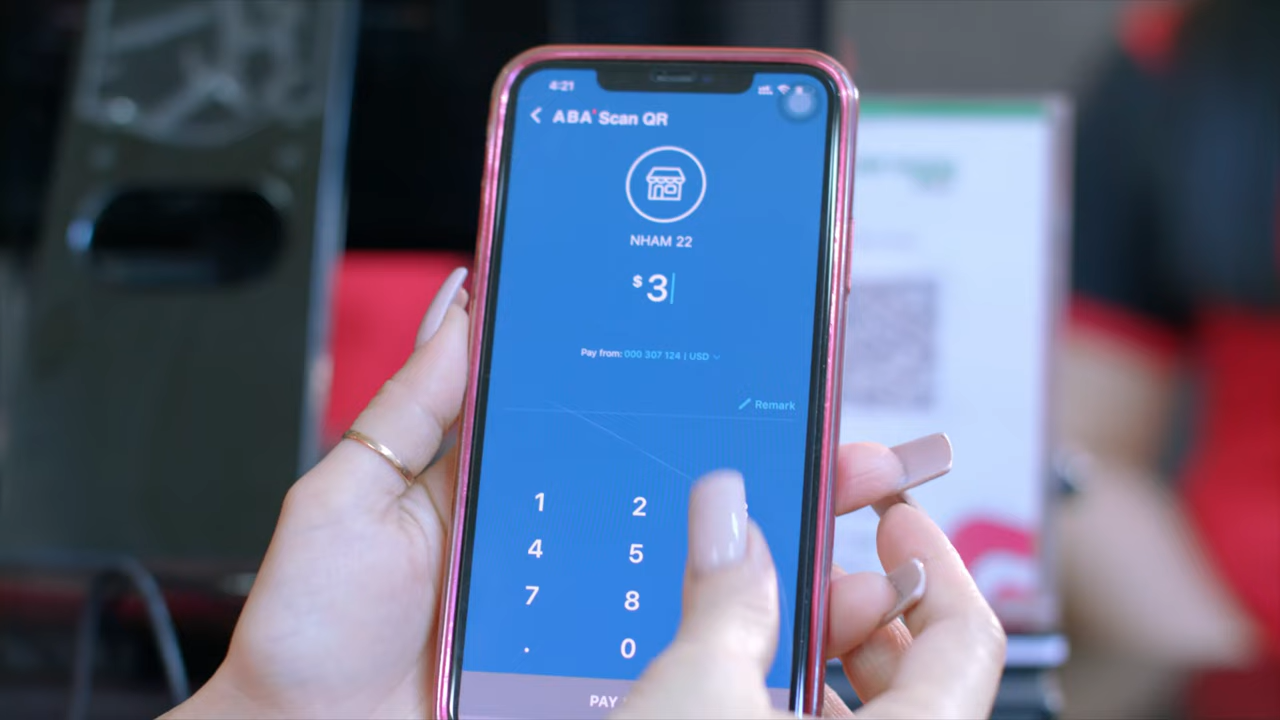 4:21
ABA' Scan QR
NHAM 22
$3
Pay from: 000 307 124 | USD
Remark
1 2
4 5
7 8
. 0
PAY